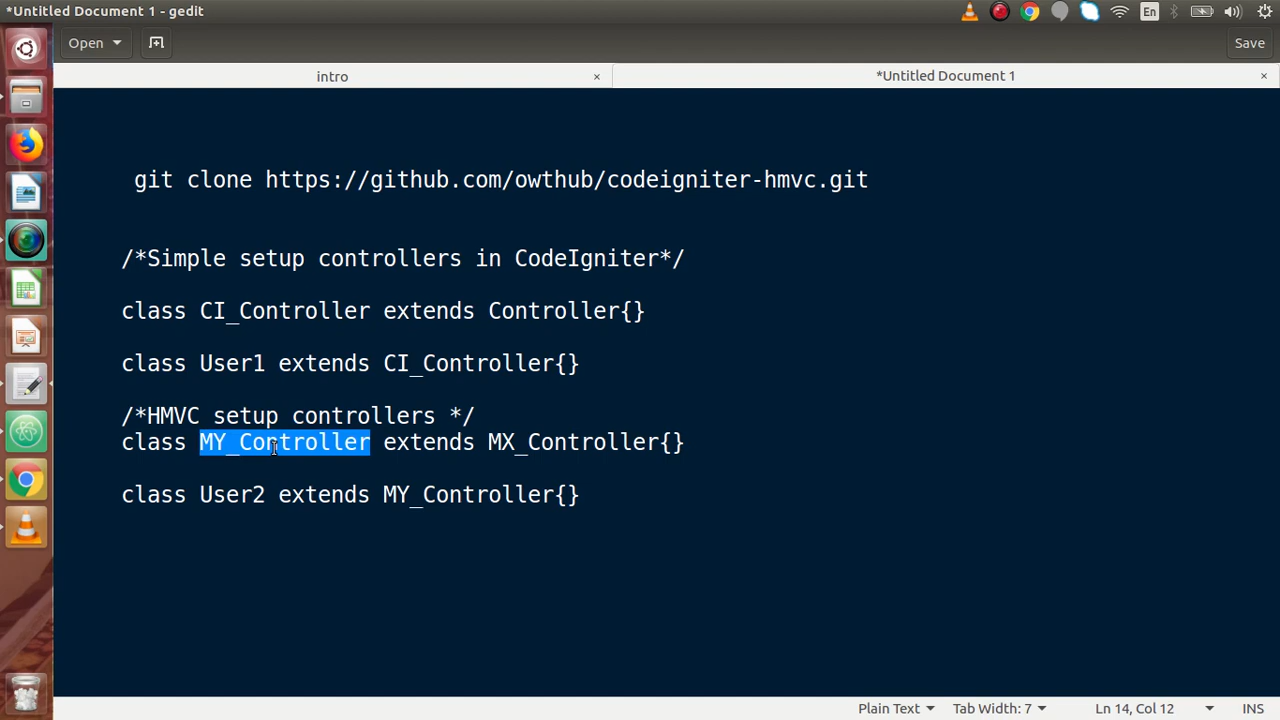 *Untitled Document 1 - gedit
En
Open
Save
intro
*Untitled Document 1
git clone https://github.com/owthub/codeigniter-hmvc.git
/*Simple setup controllers in CodeIgniter*/
class CI_Controller extends Controller{}
class User1 extends CI_Controller{}
/*HMVC setup controllers */
class MY_Controller extends MX_Controller{}
class User2 extends MY_Controller{}
Plain Text
Tab Width: 7
Ln 14, Col 12
INS